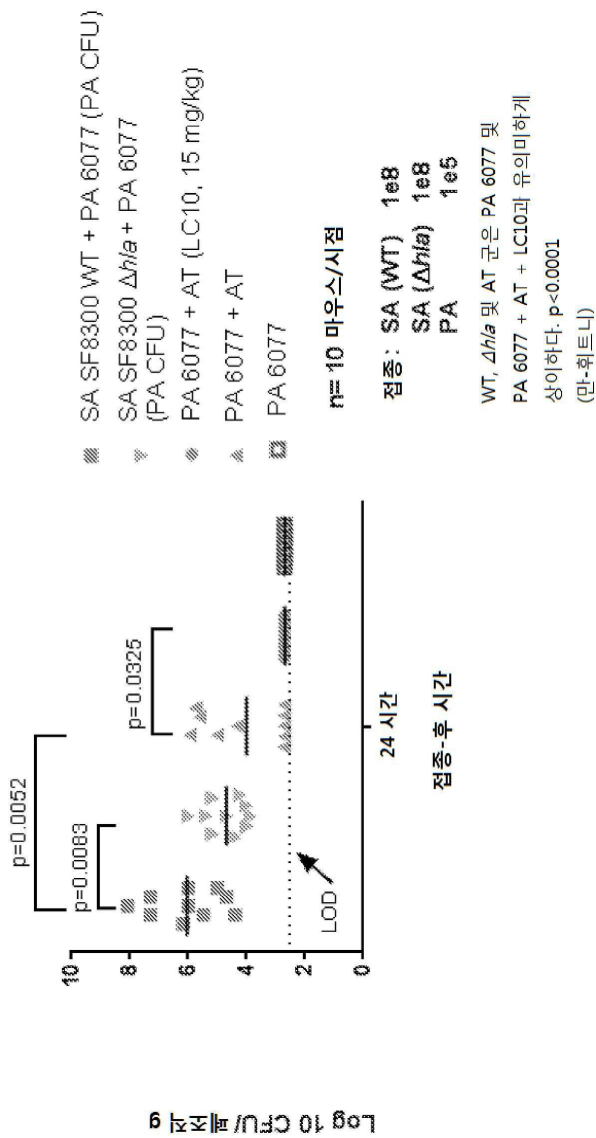 Log 10 CFU/폐조직 g
10
8
6
4
2
0
p=0.0052
p=0.0083
p=0.0325
LOD
24 시간
접종-후 시간
SA SF8300 WT + PA 6077 (PA CFU)
SA SF8300 Δhla + PA 6077
(PA CFU)
PA 6077 + AT (LC10, 15 mg/kg)
PA 6077 + AT
PA 6077
n= 10 마우스/시점
접종: SA (WT) 1e8
SA (Δhla) 1e8
PA 1e5
WT, Δhla 및 AT 군은 PA 6077 및
PA 6077 + AT + LC10과 유의미하게
상이하다. p<0.0001
(만-휘트니)